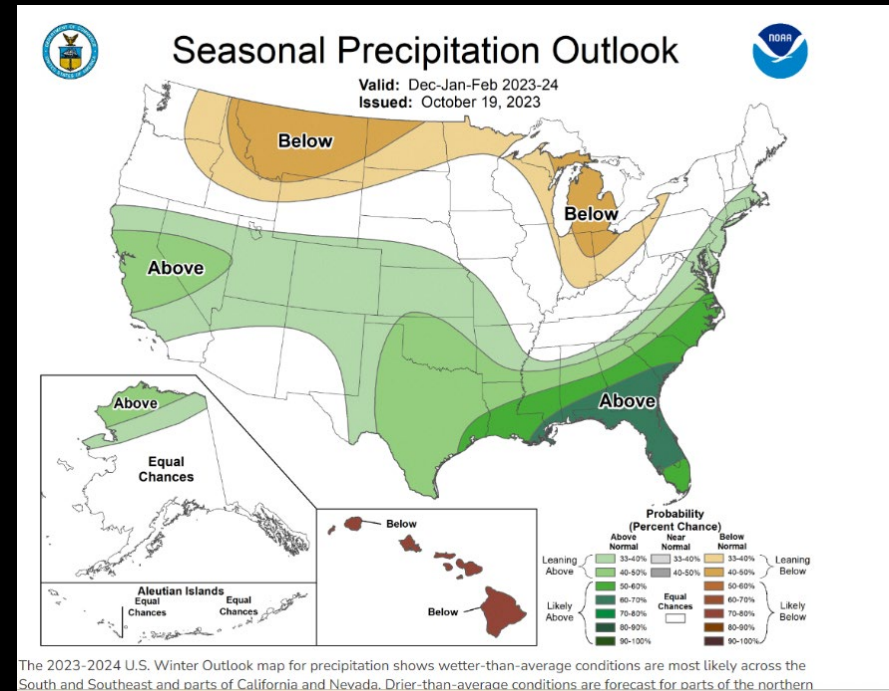 NOAA
Seasonal Precipitation Outlook
Valid: Dec-Jan-Feb 2023-24
Issued: October 19, 2023
Below
Below
Above
Above
Above
Equal
Chances
Aleutian Islands
Equal
Chances
Equal
Chances
Below
Below
Probability
(Percent Chance)
Above
Normal
Near
Normal
Below
Normal
Leaning
Above
33-40%
33-40%
33-40%
Leaning
Below
40-50%
40-50%
40-50%
Likely
Above
50-60%
50-60%
Likely
Below
60-70%
Equal
Chances
60-70%
70-80%
70-80%
80-90%
80-90%
90-100%
90-100%
The 2023-2024 U.S. Winter Outlook map for precipitation shows wetter-than-average conditions are most likely across the
South and Southeast and parts of California and Nevada. Drier-than-average conditions are forecast for parts of the northern